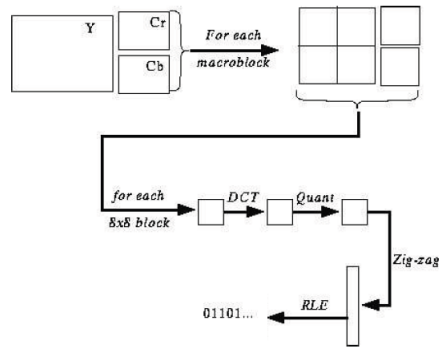 Y
Cr
Cb
For each
macroblock
for each
8x8 block
DCT
Quant
Zig-zag
RLE
01101...